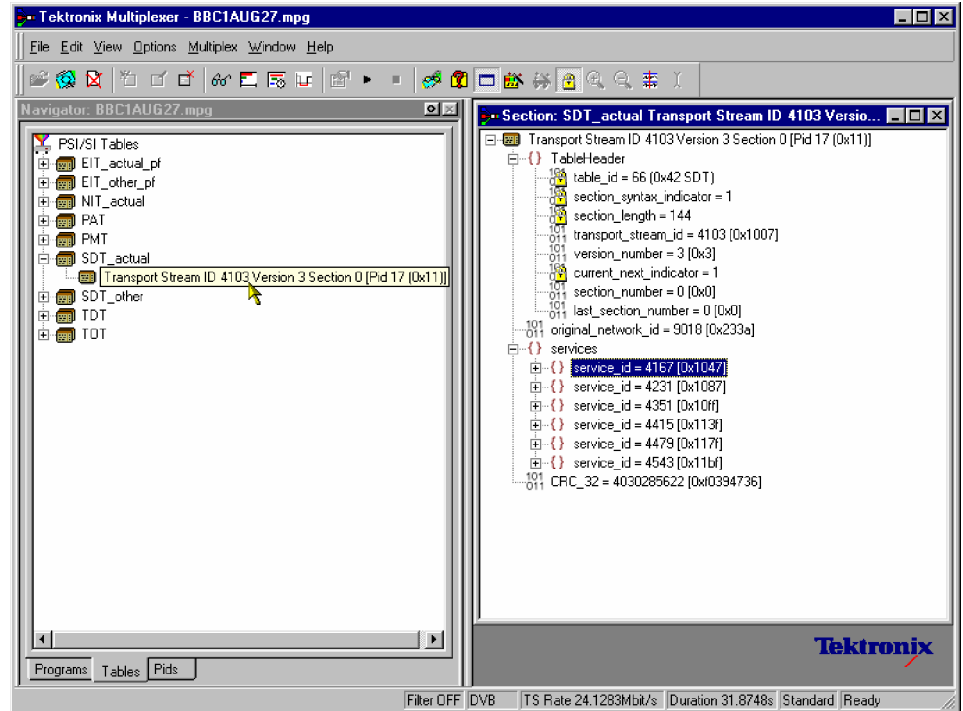 Tektronix Multiplexer - BBC1AUG27.mpg
File Edit View Options Multiplex Window Help
Navigator: BBC1AUG27.mpg
PSI/SI Tables
EIT_actual_pf
EIT_other_pf
NIT_actual
PAT
PMT
SDT_actual
Transport Stream ID 4103 Version 3 Section 0 [Pid 17 (0x11)]
SDT_other
TDT
TOT
Programs Tables Pids
Section: SDT_actual Transport Stream ID 4103 Versio...
Transport Stream ID 4103 Version 3 Section 0 [Pid 17 (0x11)]
{} TableHeader
table_id = 66 (0x42 SDT)
section_syntax_indicator = 1
section_length = 144
transport_stream_id = 4103 [0x1007]
version_number = 3 [0x3]
current_next_indicator = 1
section_number = 0 [0x0]
last_section_number = 0 [0x0]
original_network_id = 9018 [0x233a]
{} services
{} service_id = 4167 [0x1047]
{} service_id = 4231 [0x1087]
{} service_id = 4351 [0x10ff]
{} service_id = 4415 [0x113f]
{} service_id = 4479 [0x117f]
{} service_id = 4543 [0x11bf]
CRC_32 = 4030285622 [0xf0394736]
Tektronix
Filter OFF DVB TS Rate 24.1283Mbit/s Duration 31.8748s Standard Ready